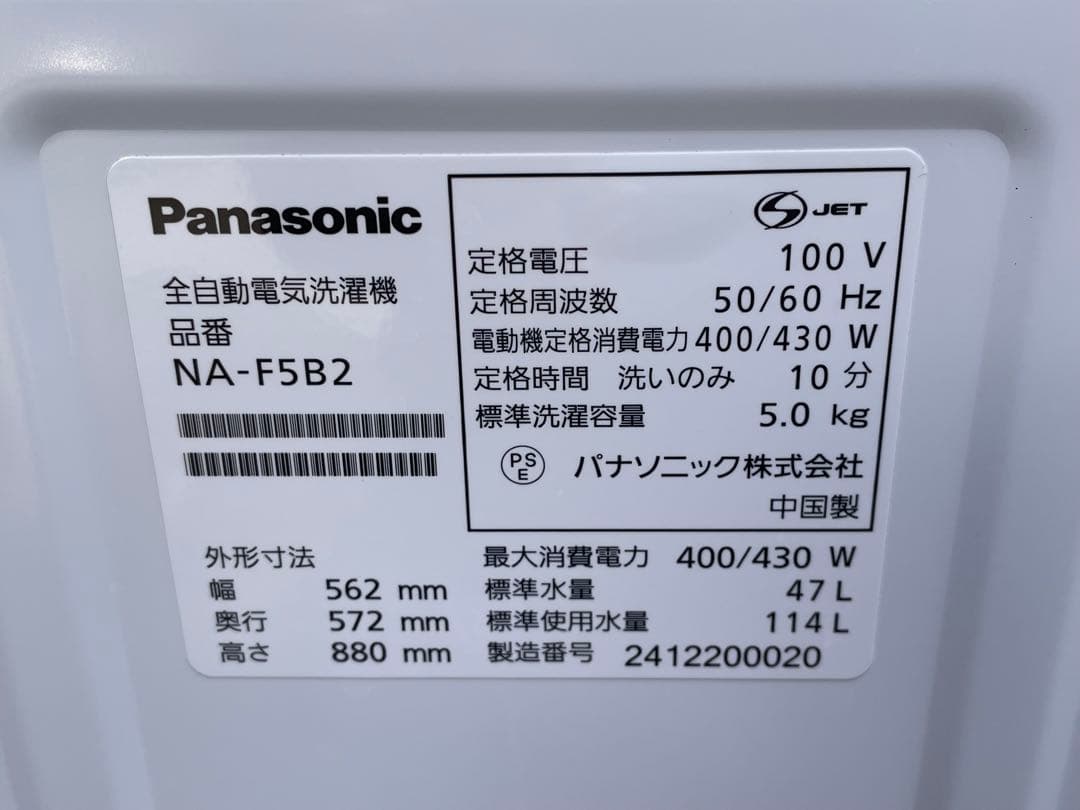 Panasonic
全自動電気洗濯機
品番
NA-F5B2
JET
定格電圧 100 V
定格周波数 50/60 Hz
電動機定格消費電力 400/430 W
定格時間 洗いのみ 10 分
標準洗濯容量 5.0 kg
PSE パナソニック株式会社
中国製
外形寸法
幅 562 mm
奥行 572 mm
高さ 880 mm
最大消費電力 400/430 W
標準水量 47 L
標準使用水量 114 L
製造番号 2412200020